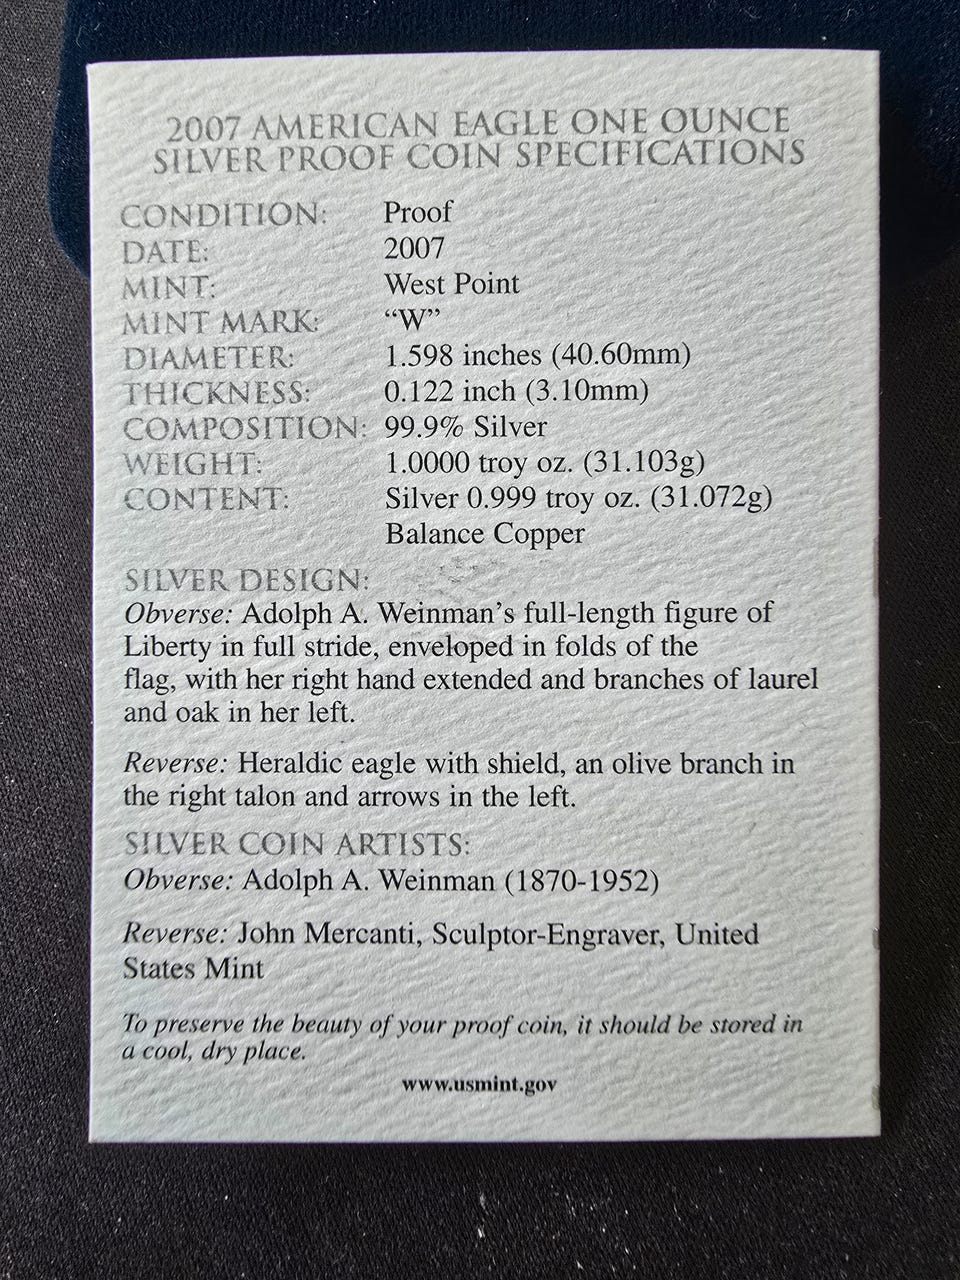 2007 AMERICAN EAGLE ONE OUNCE
SILVER PROOF COIN SPECIFICATIONS
CONDITION: Proof
DATE: 2007
MINT: West Point
MINT MARK: “W”
DIAMETER: 1.598 inches (40.60mm)
THICKNESS: 0.122 inch (3.10mm)
COMPOSITION: 99.9% Silver
WEIGHT: 1.0000 troy oz. (31.103g)
CONTENT: Silver 0.999 troy oz. (31.072g)
Balance Copper
SILVER DESIGN:
Obverse: Adolph A. Weinman’s full-length figure of
Liberty in full stride, enveloped in folds of the
flag, with her right hand extended and branches of laurel
and oak in her left.
Reverse: Heraldic eagle with shield, an olive branch in
the right talon and arrows in the left.
SILVER COIN ARTISTS:
Obverse: Adolph A. Weinman (1870-1952)
Reverse: John Mercanti, Sculptor-Engraver, United
States Mint
To preserve the beauty of your proof coin, it should be stored in
a cool, dry place.
www.usmint.gov